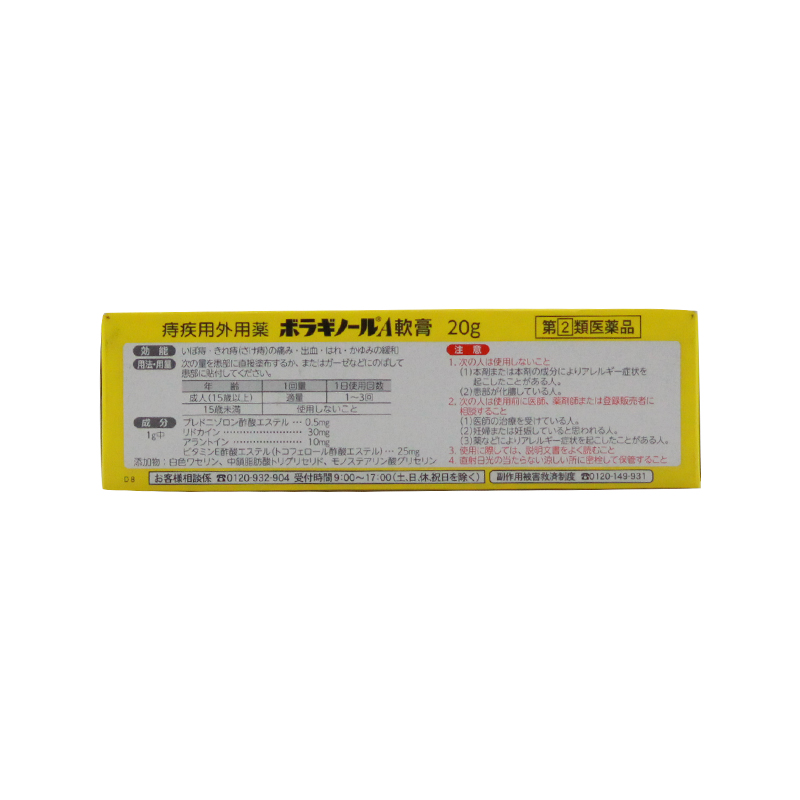 痔疾用外用薬 ボラギノール®A軟膏 20g 第②類医薬品
効能 いぼ痔・きれ痔(さけ痔)の痛み・出血・はれ・かゆみの緩和
用法・用量 次の量を患部に直接塗布するか、またはガーゼなどにのばして
患部に貼付してください。
年齢 1回量 1日使用回数
成人(15歳以上) 適量 1〜3回
15歳未満 使用しないこと
成分 プレドニゾロン酢酸エステル … 0.5mg
1g中 リドカイン ……………………… 30mg
アラントイン …………………… 10mg
ビタミンE酢酸エステル(トコフェロール酢酸エステル) … 25mg
添加物:白色ワセリン、中鎖脂肪酸トリグリセリド、モノステアリン酸グリセリン
注意
1. 次の人は使用しないこと
(1)本剤または本剤の成分によりアレルギー症状を
起こしたことがある人。
(2)患部が化膿している人。
2. 次の人は使用前に医師、薬剤師または登録販売者に
相談すること
(1)医師の治療を受けている人。
(2)妊婦または妊娠していると思われる人。
(3)薬などによりアレルギー症状を起こしたことがある人。
3. 使用に際しては、説明文書をよく読むこと
4. 直射日光の当たらない涼しい所に密栓して保管すること
D8 お客様相談係 ☎0120-932-904 受付時間9:00〜17:00(土,日,休,祝日を除く) 副作用被害救済制度 ☎0120-149-931